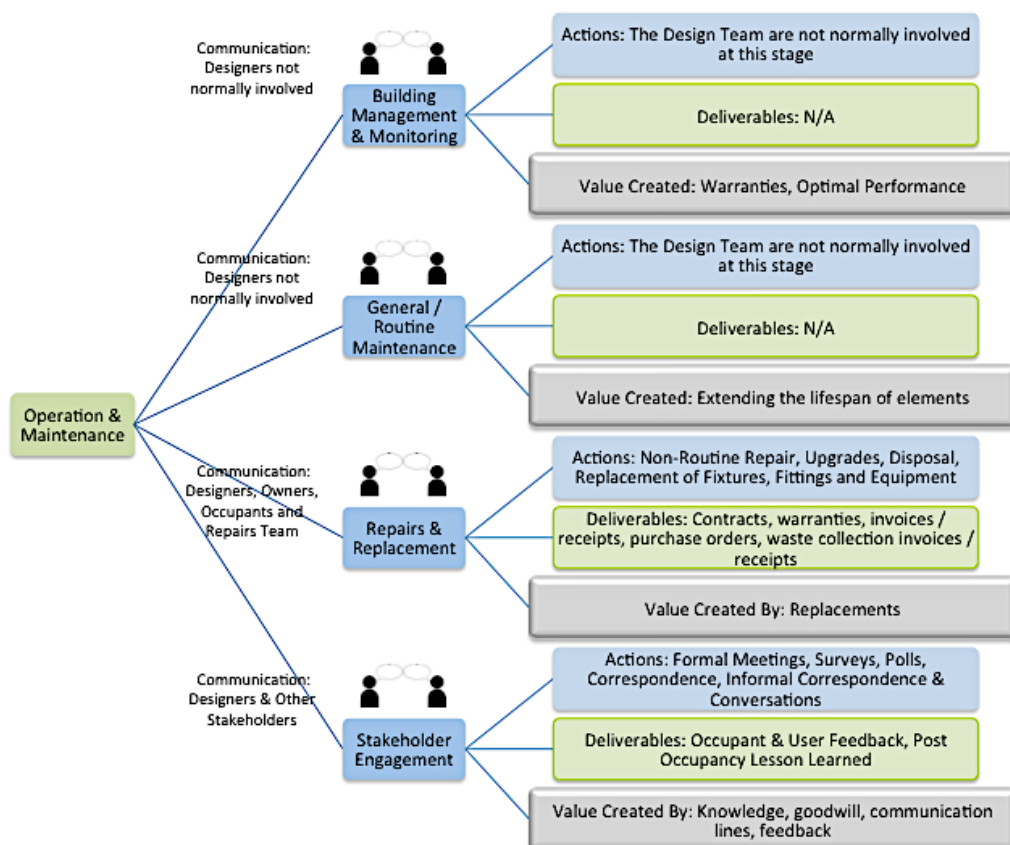 Communication:
Designers not
normally involved
Building
Management
& Monitoring
Actions: The Design Team are not normally involved
at this stage
Deliverables: N/A
Value Created: Warranties, Optimal Performance
Communication:
Designers not
normally involved
General /
Routine
Maintenance
Actions: The Design Team are not normally involved
at this stage
Deliverables: N/A
Value Created: Extending the lifespan of elements
Operation &
Maintenance
Communication:
Designers, Owners,
Occupants and
Repairs Team
Repairs &
Replacement
Actions: Non-Routine Repair, Upgrades, Disposal,
Replacement of Fixtures, Fittings and Equipment
Deliverables: Contracts, warranties, invoices /
receipts, purchase orders, waste collection invoices /
receipts
Value Created By: Replacements
Communication:
Designers & Other
Stakeholders
Stakeholder
Engagement
Actions: Formal Meetings, Surveys, Polls,
Correspondence, Informal Correspondence &
Conversations
Deliverables: Occupant & User Feedback, Post
Occupancy Lesson Learned
Value Created By: Knowledge, goodwill, communication
lines, feedback